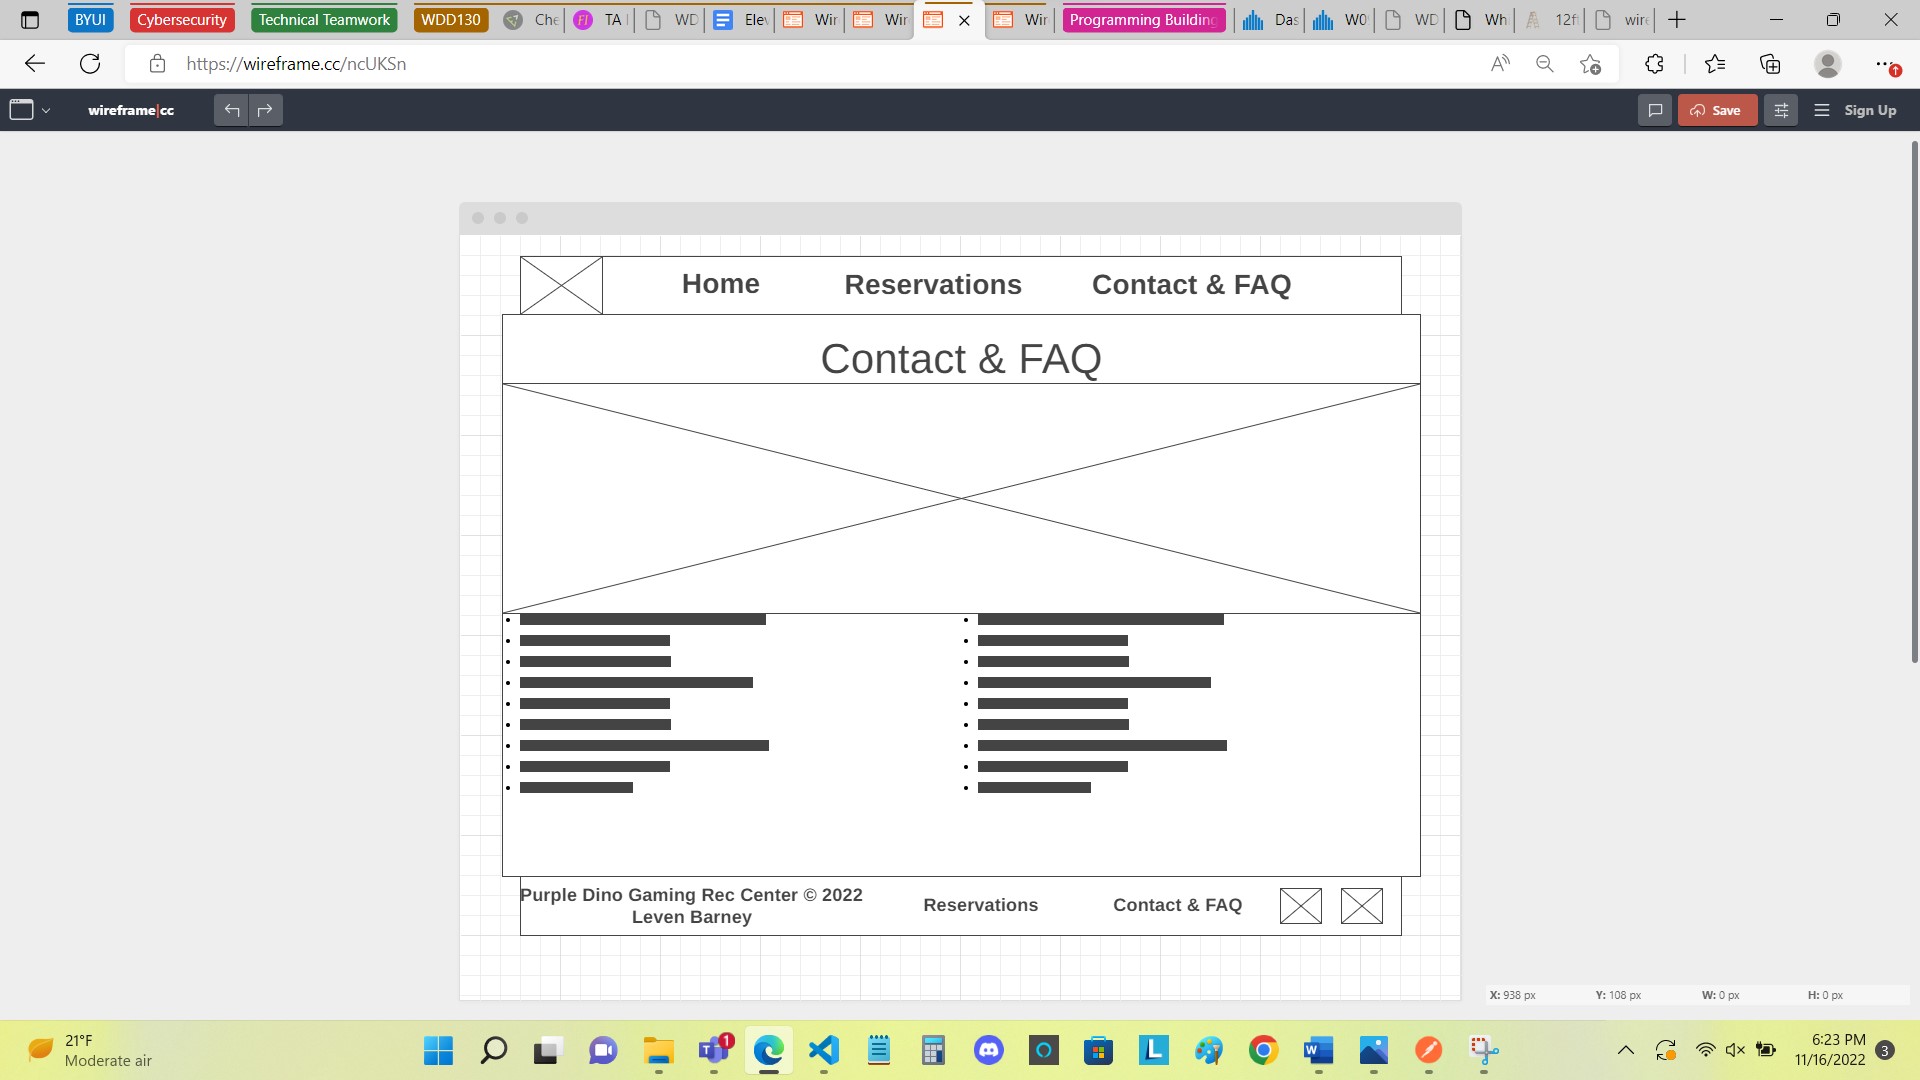 BYUI Cybersecurity Technical Teamwork WDD130 Che TA WD Elev Wir Wir Wir Programming Building Das W0 WD Wh 12f wire
https://wireframe.cc/ncUKSn
wireframe|cc Save Sign Up
Home Reservations Contact & FAQ
Contact & FAQ
Purple Dino Gaming Rec Center © 2022
Leven Barney
Reservations Contact & FAQ
X: 938 px Y: 108 px W: 0 px H: 0 px
21°F
Moderate air
1
6:23 PM
11/16/2022
3